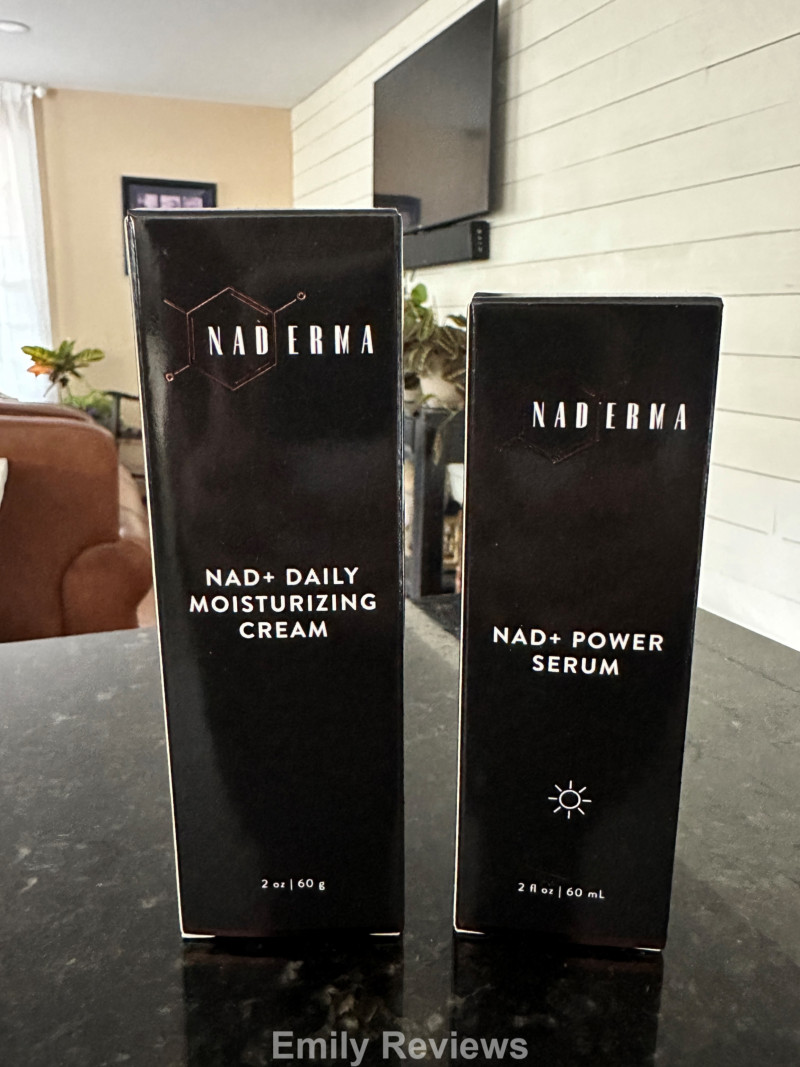 NADERMA
NAD+ DAILY
MOISTURIZING
CREAM
2 oz | 60 g
NADERMA
NAD+ POWER
SERUM
2 fl oz | 60 mL
Emily Reviews